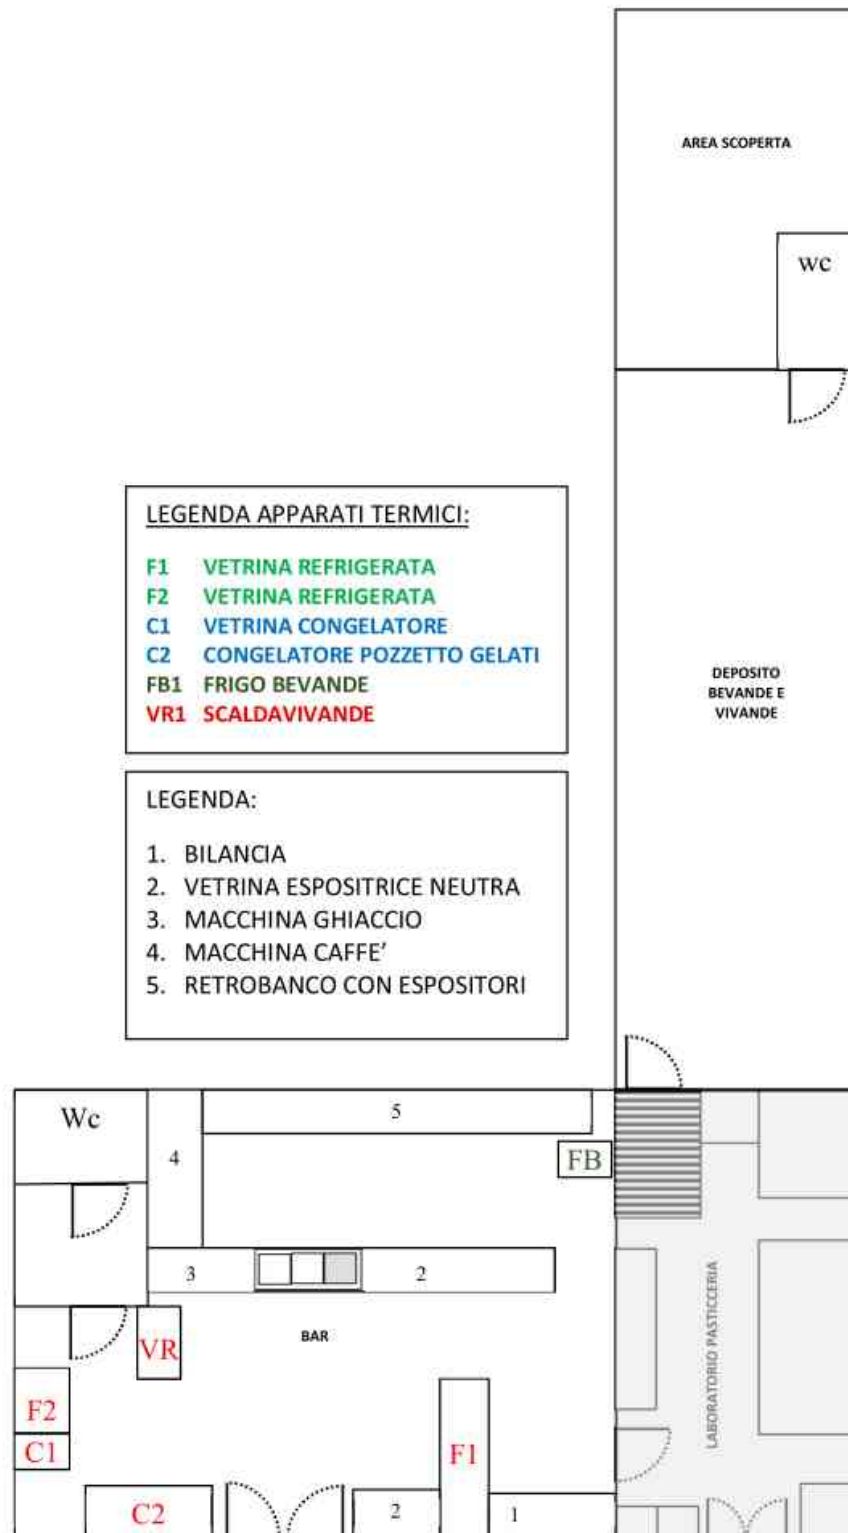 AREA SCOPERTA
wc
LEGENDA APPARATI TERMICI:
F1 VETRINA REFRIGERATA
F2 VETRINA REFRIGERATA
C1 VETRINA CONGELATORE
C2 CONGELATORE POZZETTO GELATI
FB1 FRIGO BEVANDE
VR1 SCALDAVIVANDE
DEPOSITO
BEVANDE E
VIVANDE
LEGENDA:
1. BILANCIA
2. VETRINA ESPOSITRICE NEUTRA
3. MACCHINA GHIACCIO
4. MACCHINA CAFFE’
5. RETROBANCO CON ESPOSITORI
Wc
5
4
FB
3
2
BAR
VR
LABORATORIO PASTICCERIA
F2
C1
F1
C2
2
1